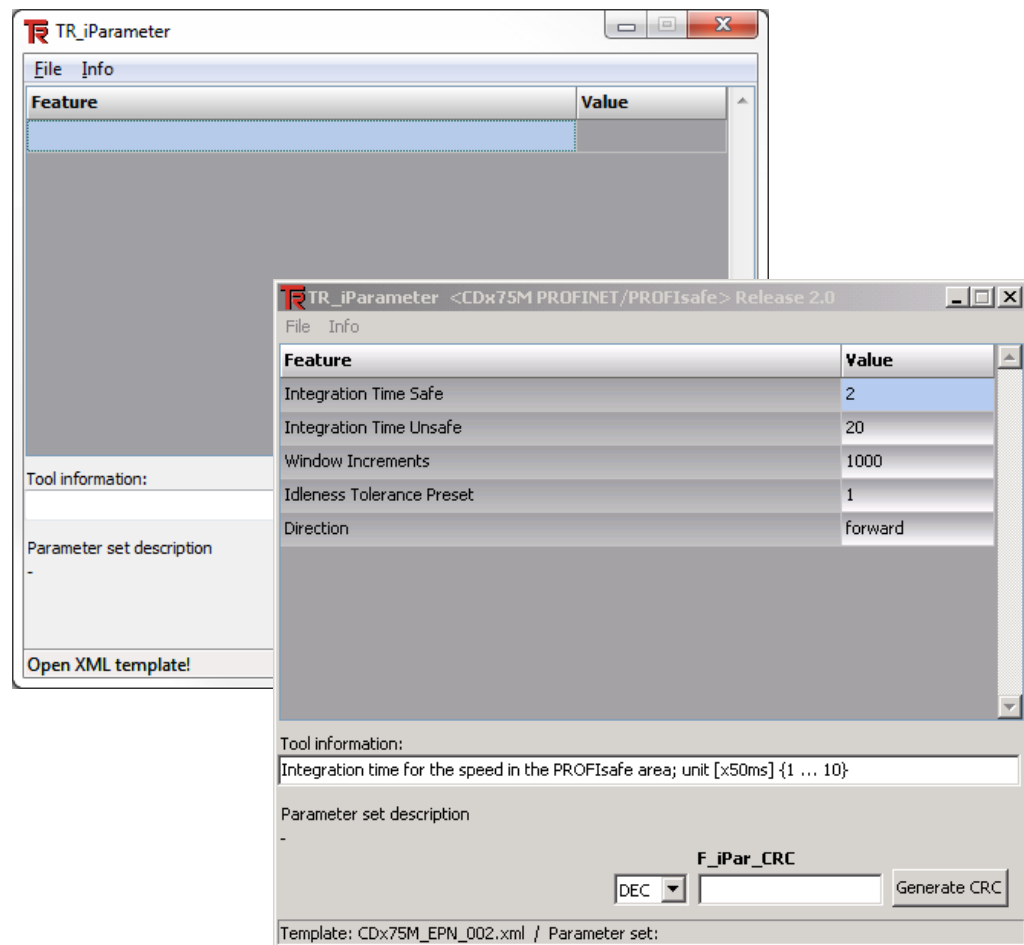 TR_iParameter
File Info
Feature Value
Tool information:
Parameter set description
-
Open XML template!
TR_iParameter <CDx75M PROFINET/PROFIsafe> Release 2.0
File Info
Feature Value
Integration Time Safe 2
Integration Time Unsafe 20
Window Increments 1000
Idleness Tolerance Preset 1
Direction forward
Tool information:
Integration time for the speed in the PROFIsafe area; unit [x50ms] {1 ... 10}
Parameter set description
-
F_iPar_CRC
DEC Generate CRC
Template: CDx75M_EPN_002.xml / Parameter set: